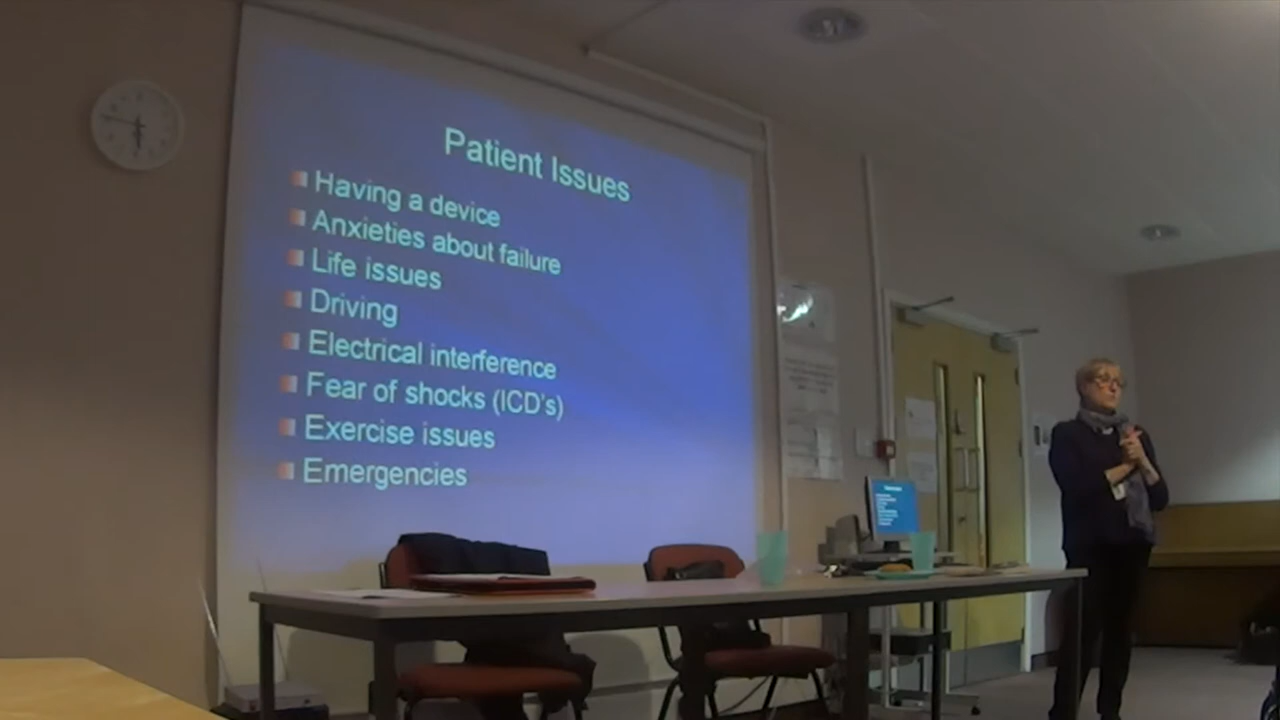 Patient Issues
Having a device
Anxieties about failure
Life issues
Driving
Electrical interference
Fear of shocks (ICD's)
Exercise issues
Emergencies